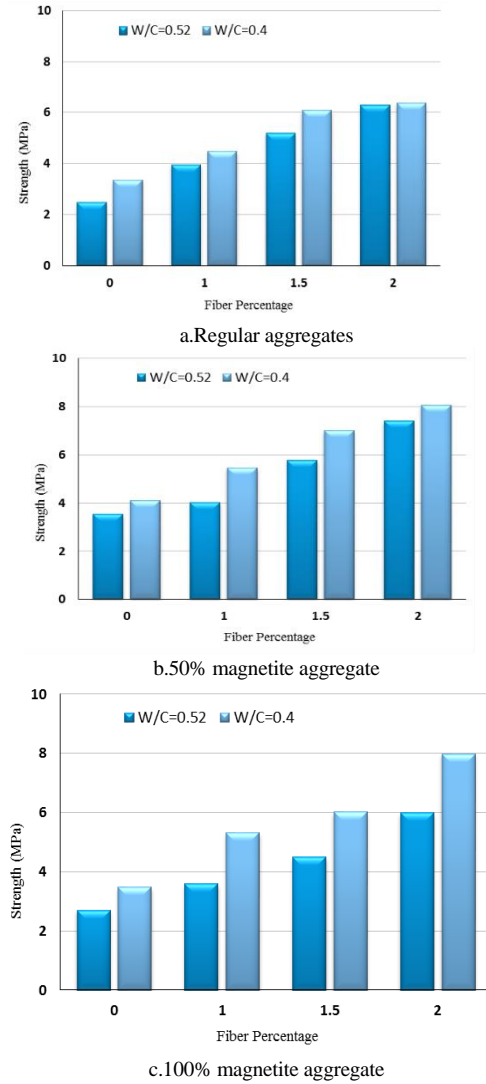 10
W/C=0.52 W/C=0.4
8
6
4
2
0
Strength (MPa)
0 1 1.5 2
Fiber Percentage
a.Regular aggregates
10
W/C=0.52 W/C=0.4
8
6
4
2
0
Strength (MPa)
0 1 1.5 2
Fiber Percentage
b.50% magnetite aggregate
10
W/C=0.52 W/C=0.4
8
6
4
2
0
Strength (MPa)
0 1 1.5 2
Fiber Percentage
c.100% magnetite aggregate